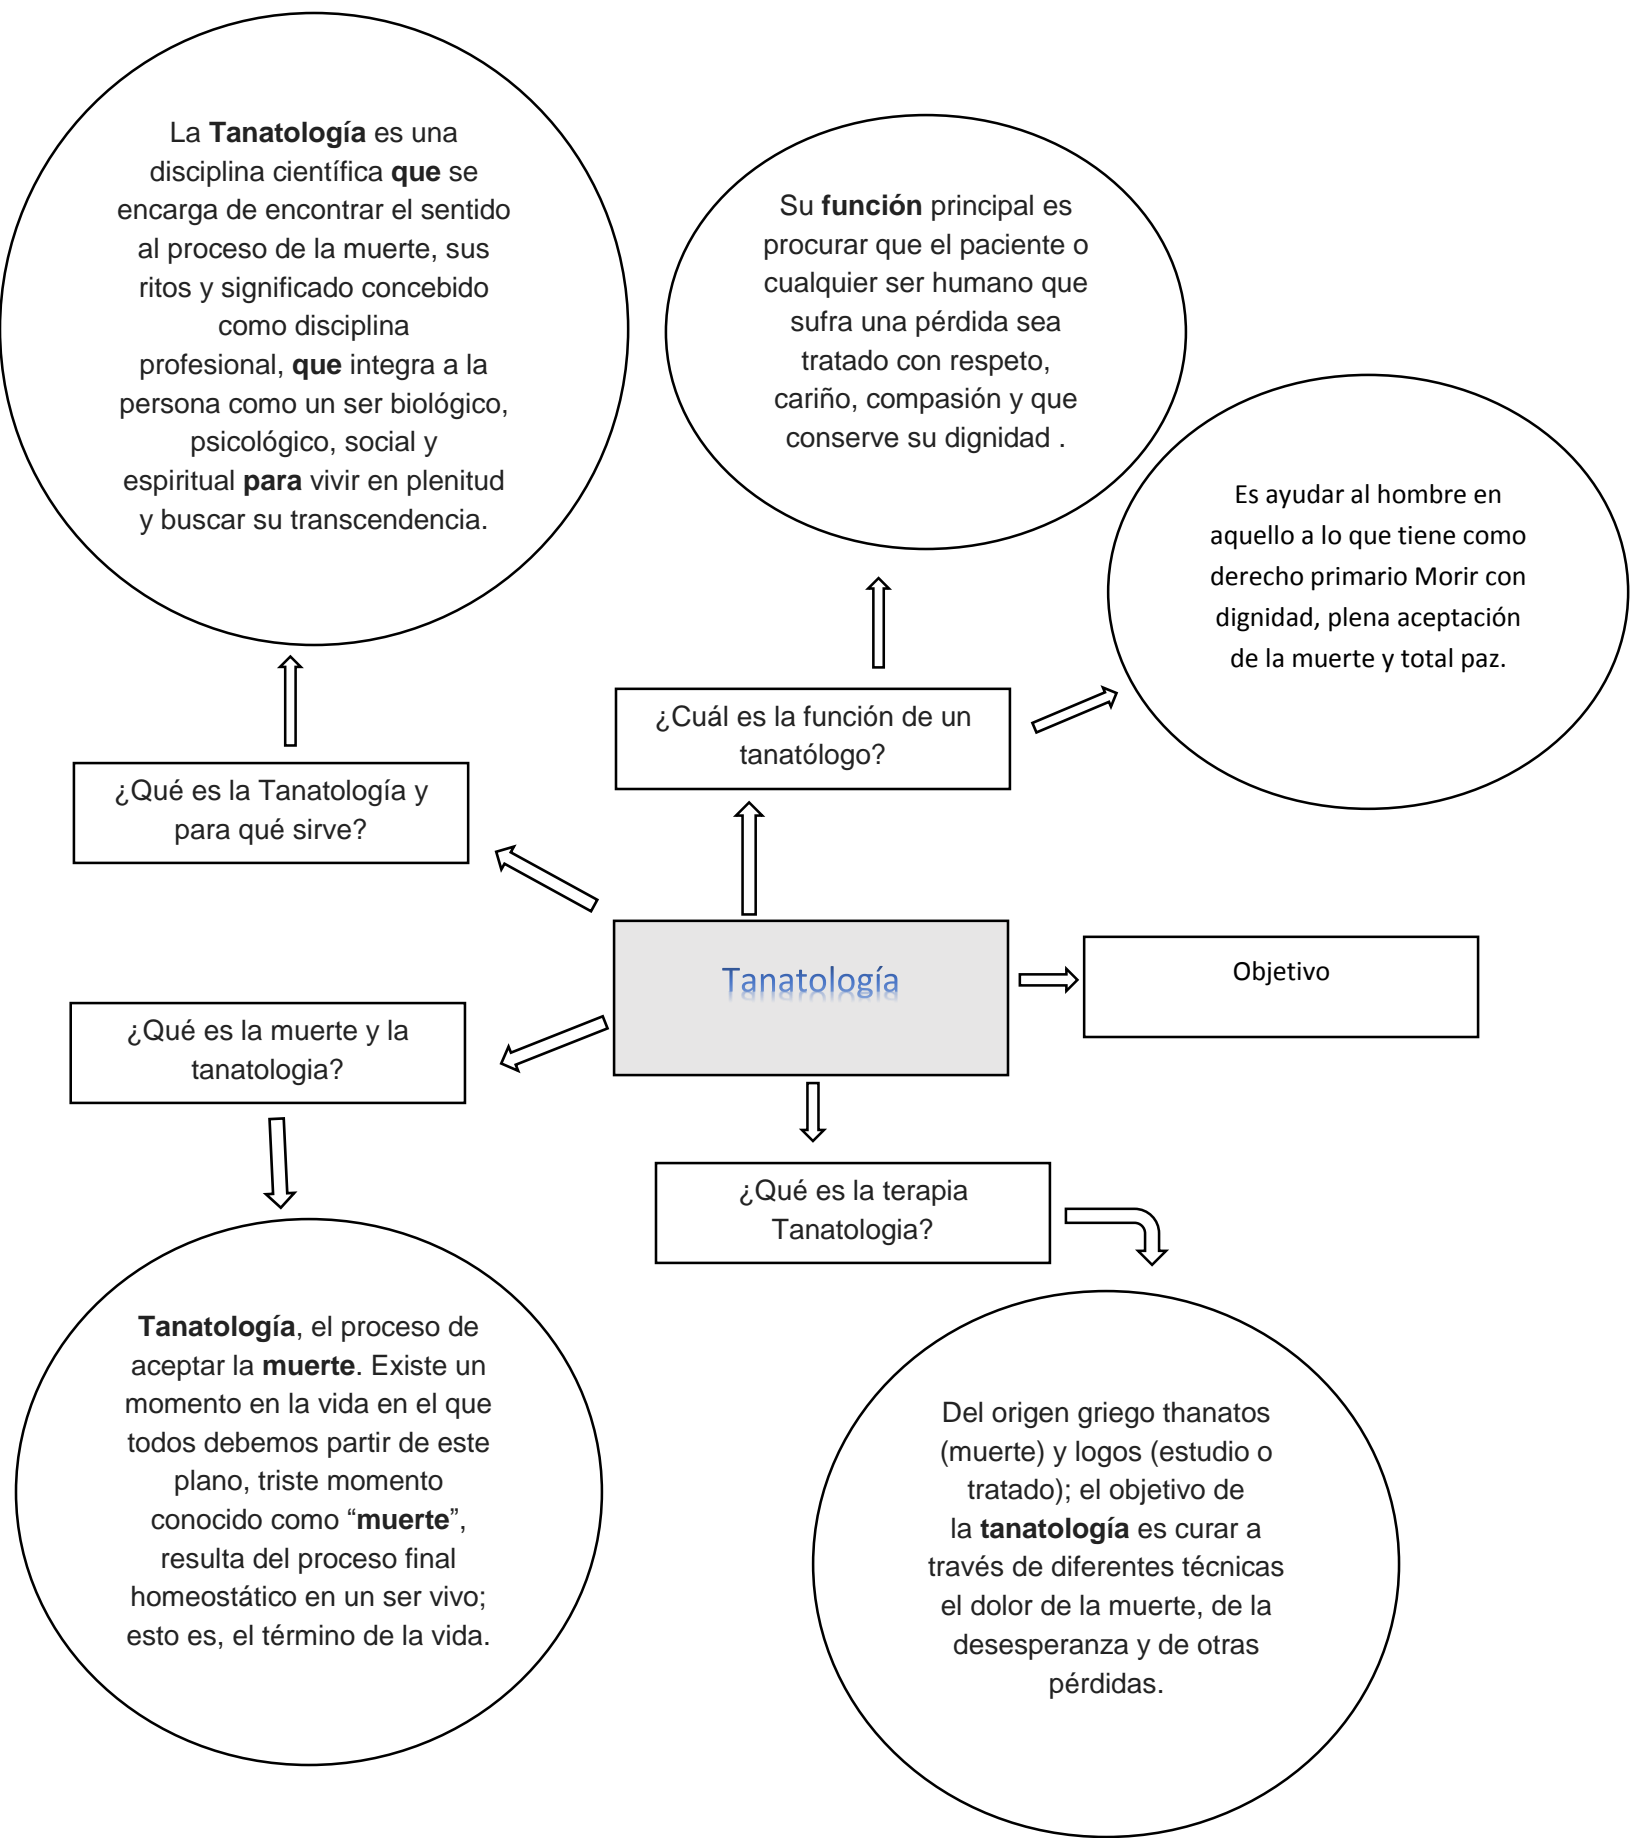 La Tanatología es una
disciplina científica que se
encarga de encontrar el sentido
al proceso de la muerte, sus
ritos y significado concebido
como disciplina
profesional, que integra a la
persona como un ser biológico,
psicológico, social y
espiritual para vivir en plenitud
y buscar su transcendencia.
Su función principal es
procurar que el paciente o
cualquier ser humano que
sufra una pérdida sea
tratado con respeto,
cariño, compasión y que
conserve su dignidad .
Es ayudar al hombre en
aquello a lo que tiene como
derecho primario Morir con
dignidad, plena aceptación
de la muerte y total paz.
¿Cuál es la función de un
tanatólogo?
¿Qué es la Tanatología y
para qué sirve?
Tanatología
Objetivo
¿Qué es la muerte y la
tanatologia?
¿Qué es la terapia
Tanatologia?
Tanatología, el proceso de
aceptar la muerte. Existe un
momento en la vida en el que
todos debemos partir de este
plano, triste momento
conocido como “muerte”,
resulta del proceso final
homeostático en un ser vivo;
esto es, el término de la vida.
Del origen griego thanatos
(muerte) y logos (estudio o
tratado); el objetivo de
la tanatología es curar a
través de diferentes técnicas
el dolor de la muerte, de la
desesperanza y de otras
pérdidas.